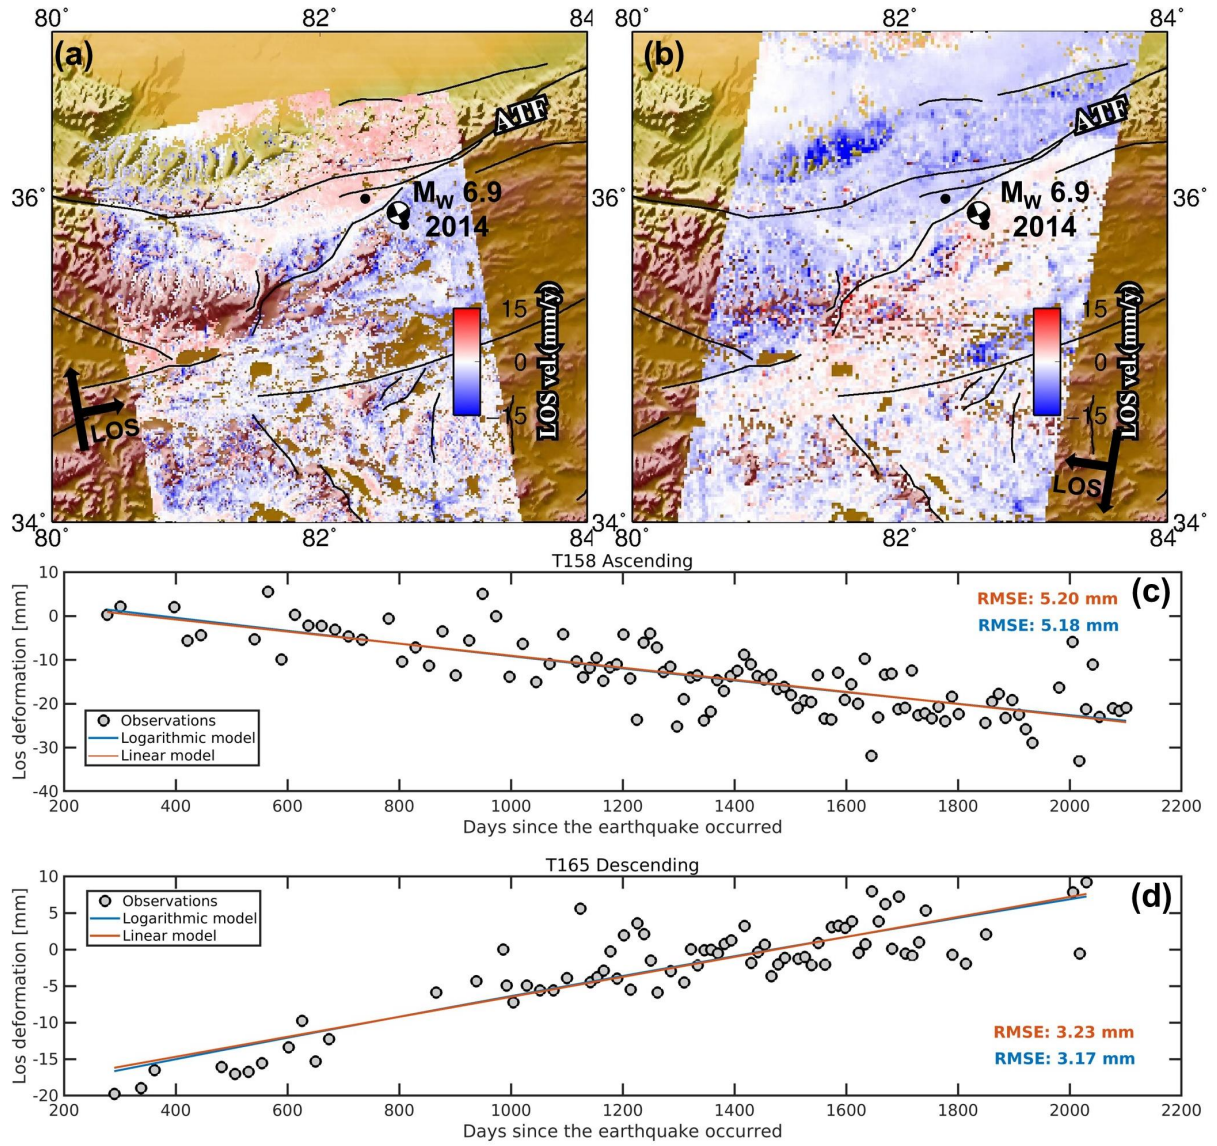 80° 82° 84
80° 82° 84°
(a)
(b)
ATF
ATF
36°
36°
36°
M_W 6.9
2014
M_W 6.9
2014
15
0
−15
LOS vel.(mm/y)
15
0
−15
LOS vel.(mm/y)
LOS
LOS
34°
34°
34°
80° 82° 84
80° 82° 84°
T158 Ascending
(c)
RMSE: 5.20 mm
RMSE: 5.18 mm
10
0
-10
-20
-30
-40
Los deformation [mm]
Observations
Logarithmic model
Linear model
200 400 600 800 1000 1200 1400 1600 1800 2000 2200
Days since the earthquake occurred
T165 Descending
(d)
10
5
0
-5
-10
-15
-20
Los deformation [mm]
Observations
Logarithmic model
Linear model
RMSE: 3.23 mm
RMSE: 3.17 mm
200 400 600 800 1000 1200 1400 1600 1800 2000 2200
Days since the earthquake occurred